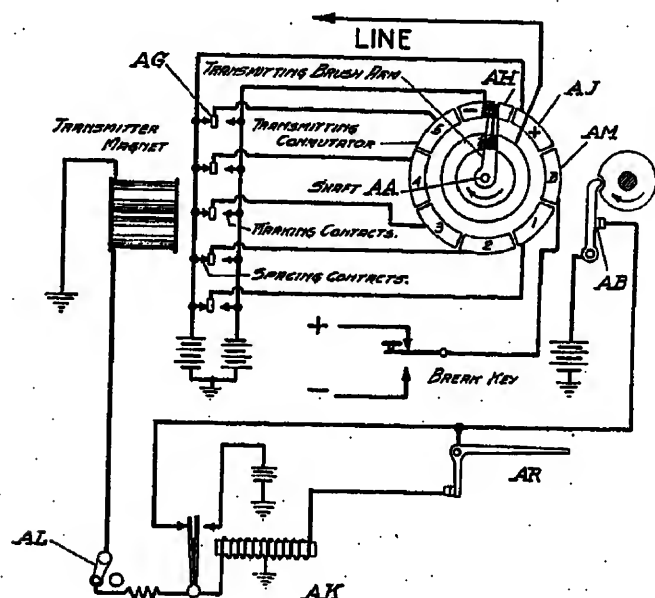 LINE
AG
TRANSMITTING BRUSH ARM
AH
AJ
TRANSMITTER
MAGNET
TRANSMITTING
COMMUTATOR
5
-
+
AM
4
B
SHAFT AA
3
2
1
MARKING CONTACTS.
SPACING CONTACTS.
AB
+
-
BREAK KEY
AR
AL
AK